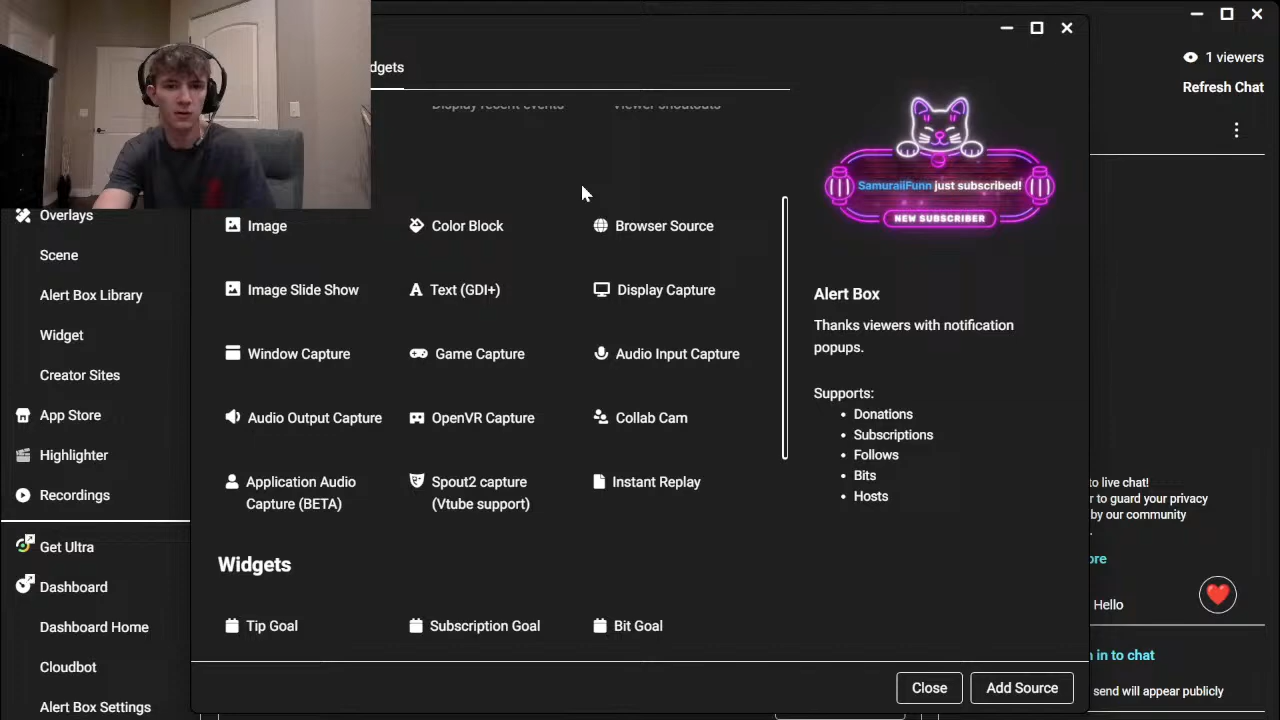 1 viewers
dgets
Refresh Chat
Display recent events
Viewer shoutouts
SamuraiiFunn just subscribed!
NEW SUBSCRIBER
Overlays
Scene
Alert Box Library
Widget
Creator Sites
App Store
Highlighter
Recordings
Get Ultra
Dashboard
Dashboard Home
Cloudbot
Alert Box Settings
Image
Color Block
Browser Source
Image Slide Show
Text (GDI+)
Display Capture
Window Capture
Game Capture
Audio Input Capture
Audio Output Capture
OpenVR Capture
Collab Cam
Application Audio
Capture (BETA)
Spout2 capture
(Vtube support)
Instant Replay
Widgets
Tip Goal
Subscription Goal
Bit Goal
Alert Box
Thanks viewers with notification
popups.
Supports:
• Donations
• Subscriptions
• Follows
• Bits
• Hosts
Close
Add Source
to live chat!
r to guard your privacy
by our community
ore
Hello
n in to chat
send will appear publicly